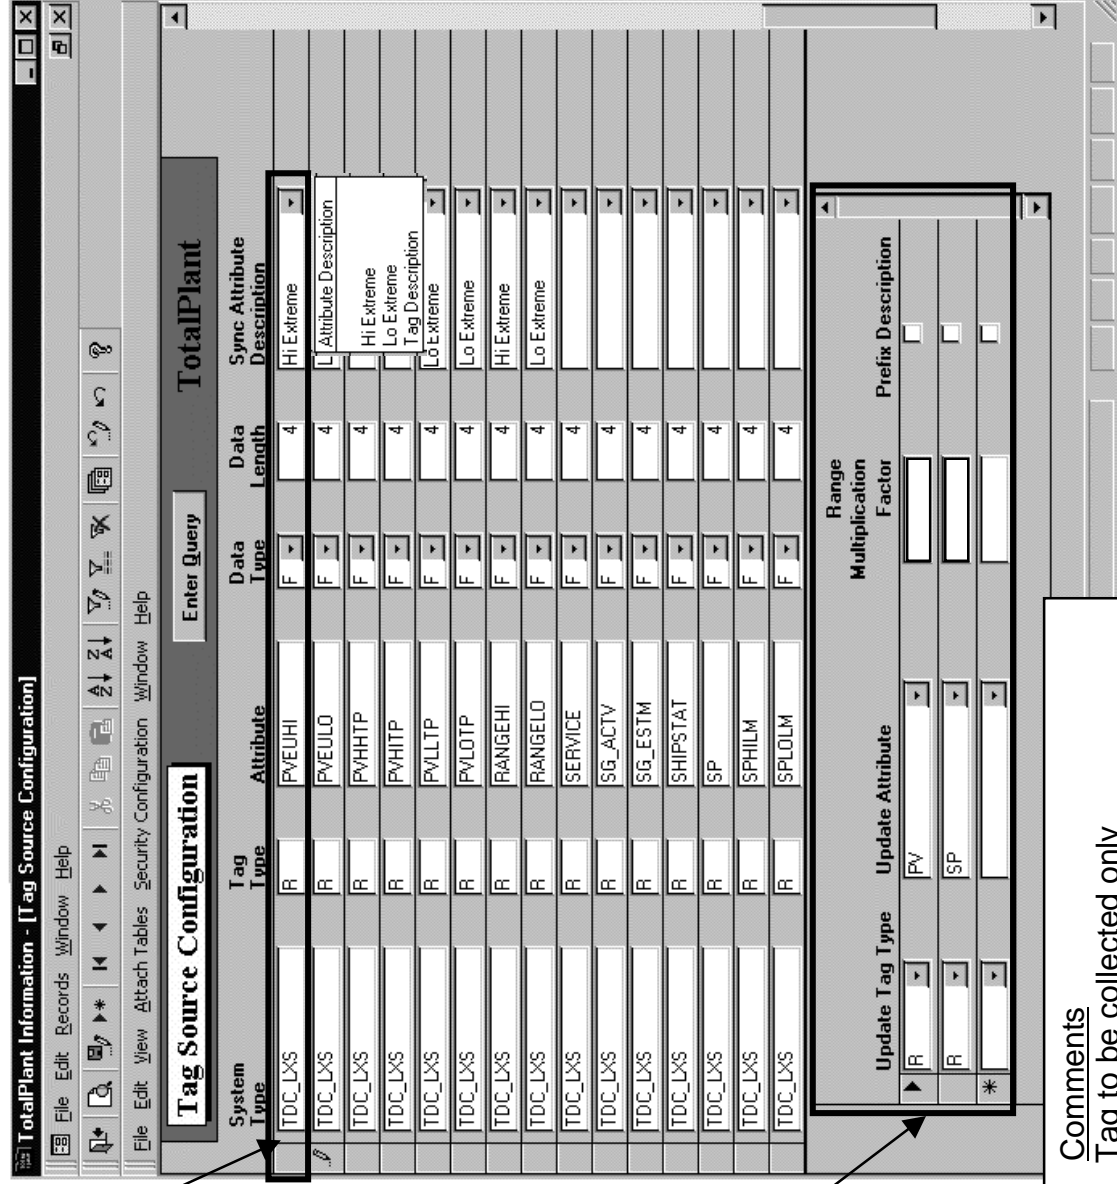 TotalPlant Information - [Tag Source Configuration]
File Edit Records Window Help
File Edit View Attach Tables Security Configuration Window Help
Tag Source Configuration Enter Query TotalPlant
System Type Tag Type Attribute Data Type Data Length Sync Attribute Description
TDC_LXS R PVEUHI F 4 Hi Extreme
TDC_LXS R PVEULO F 4 L
Attribute Description
Hi Extreme
Lo Extreme
Tag Description
TDC_LXS R PVHHTP F 4
TDC_LXS R PVHITP F 4
TDC_LXS R PVLLTP F 4 Lo Extreme
TDC_LXS R PVLOTP F 4 Lo Extreme
TDC_LXS R RANGEHI F 4 Hi Extreme
TDC_LXS R RANGELO F 4 Lo Extreme
TDC_LXS R SERVICE F 4
TDC_LXS R SG_ACTV F 4
TDC_LXS R SG_ESTM F 4
TDC_LXS R SHIPSTAT F 4
TDC_LXS R SP F 4
TDC_LXS R SPHILM F 4
TDC_LXS R SPLOLM F 4
Update Tag Type Update Attribute Range Multiplication Factor Prefix Description
R PV
R SP
Comments
Tag to be collected only